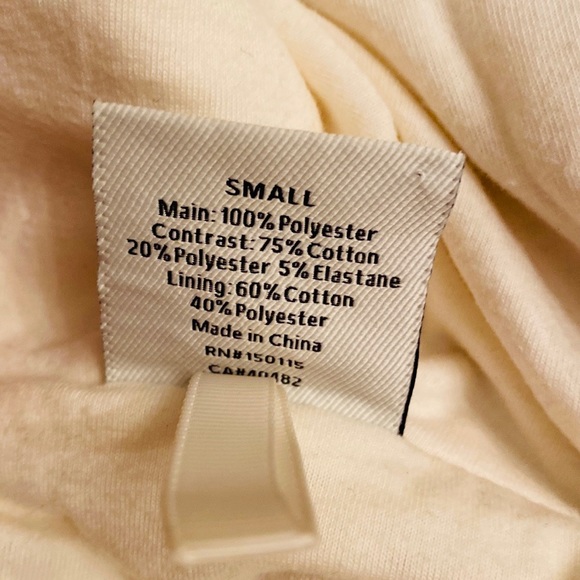 SMALL
Main: 100% Polyester
Contrast: 75% Cotton
20% Polyester 5% Elastane
Lining: 60% Cotton
40% Polyester
Made in China
RN#150115
CA#40482